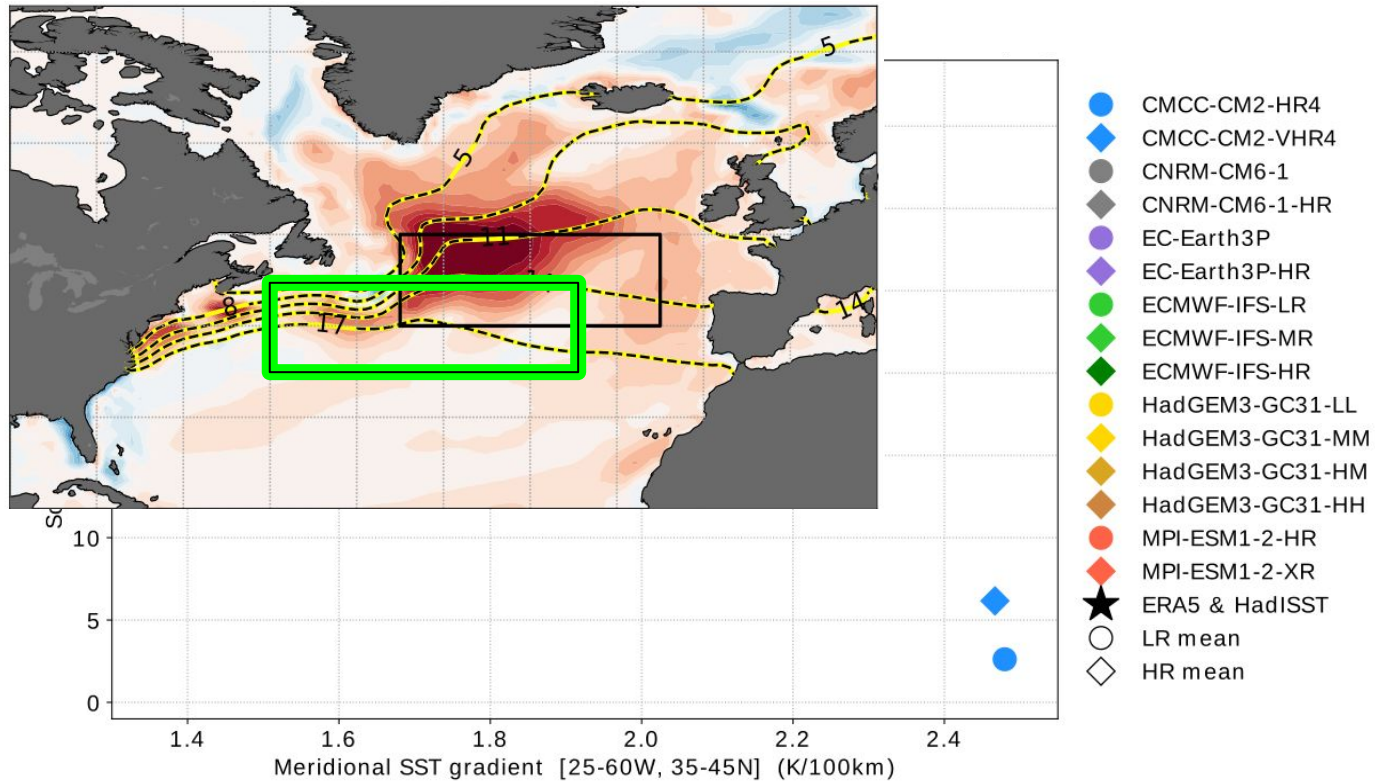 5
5
11
8
17
14
CMCC-CM2-HR4
CMCC-CM2-VHR4
CNRM-CM6-1
CNRM-CM6-1-HR
EC-Earth3P
EC-Earth3P-HR
ECMWF-IFS-LR
ECMWF-IFS-MR
ECMWF-IFS-HR
HadGEM3-GC31-LL
HadGEM3-GC31-MM
HadGEM3-GC31-HM
HadGEM3-GC31-HH
MPI-ESM1-2-HR
MPI-ESM1-2-XR
ERA5 & HadISST
LR mean
HR mean
10
5
0
1.4 1.6 1.8 2.0 2.2 2.4
Meridional SST gradient [25-60W, 35-45N] (K/100km)